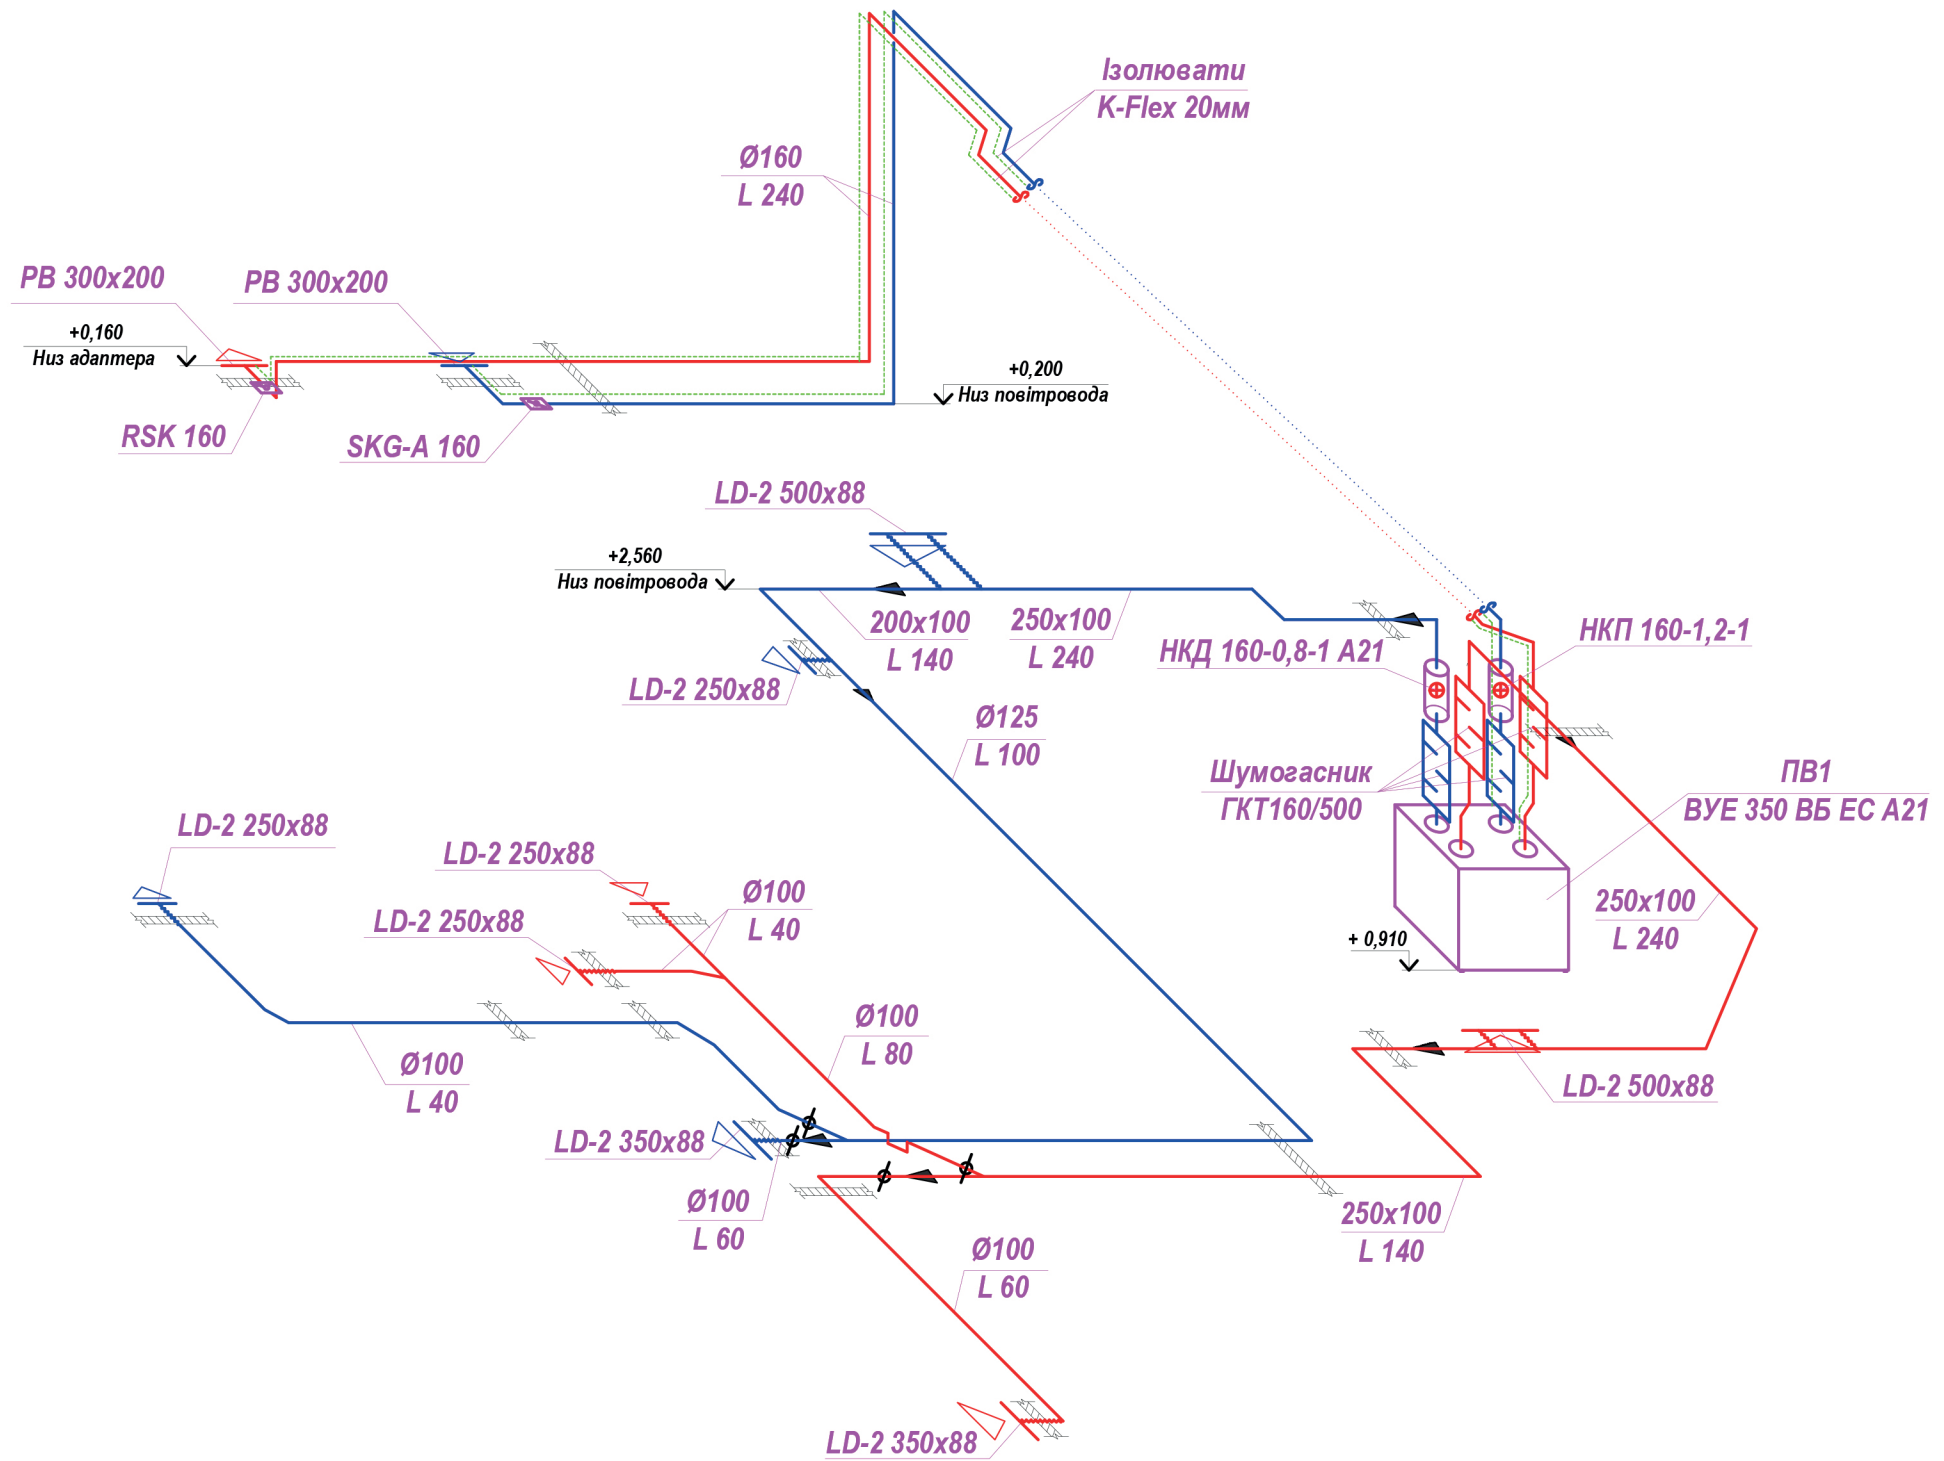 Ізолювати
K-Flex 20мм
Ø160
L 240
РВ 300x200
РВ 300x200
+0,160
Низ адаптера
+0,200
Низ повітровода
RSK 160
SKG-A 160
LD-2 500x88
+2,560
Низ повітровода
200x100
L 140
250x100
L 240
НКД 160-0,8-1 А21
НКП 160-1,2-1
LD-2 250x88
Ø125
L 100
Шумогасник
ГКТ160/500
ПВ1
ВУЕ 350 ВБ ЕС А21
LD-2 250x88
LD-2 250x88
Ø100
L 40
LD-2 250x88
250x100
L 240
+ 0,910
Ø100
L 80
Ø100
L 40
LD-2 500x88
LD-2 350x88
Ø100
L 60
250x100
L 140
Ø100
L 60
LD-2 350x88